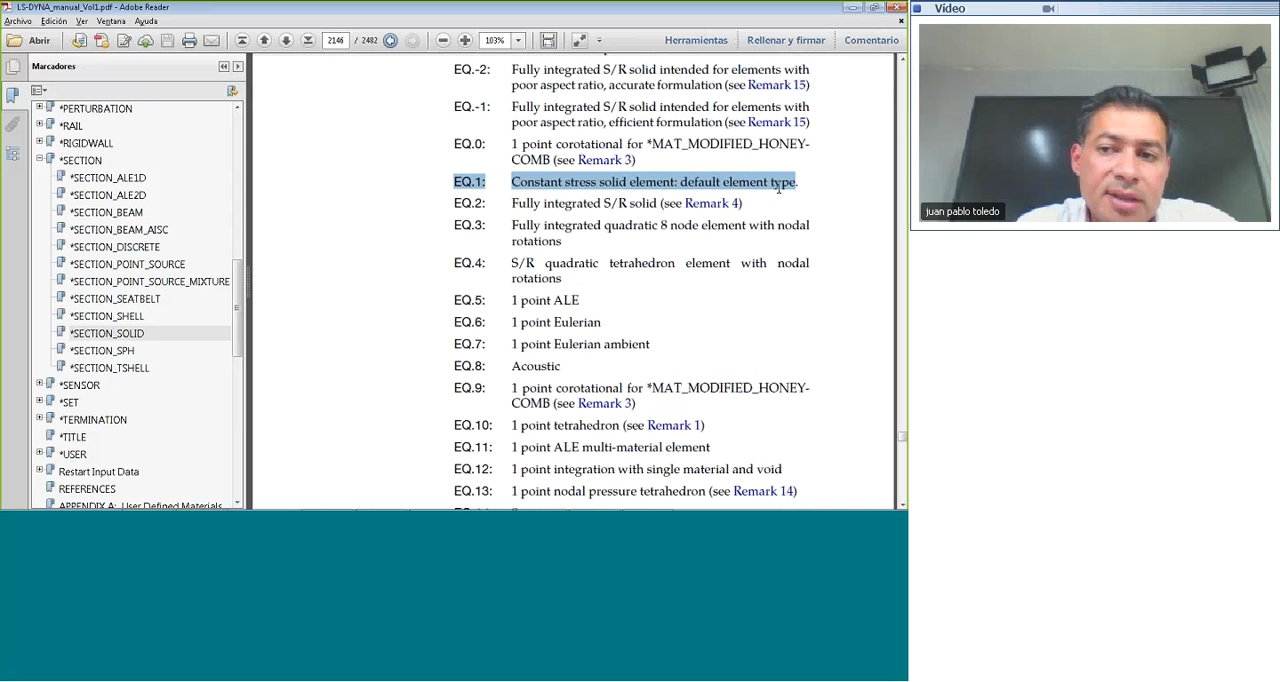 LS-DYNA_manual_Vol1.pdf - Adobe Reader
Archivo Edición Ver Ventana Ayuda
Abrir 2146 / 2482 103% Herramientas Rellenar y firmar Comentario
Marcadores
*PERTURBATION
*RAIL
*RIGIDWALL
*SECTION
*SECTION_ALE1D
*SECTION_ALE2D
*SECTION_BEAM
*SECTION_BEAM_AISC
*SECTION_DISCRETE
*SECTION_POINT_SOURCE
*SECTION_POINT_SOURCE_MIXTURE
*SECTION_SEATBELT
*SECTION_SHELL
*SECTION_SOLID
*SECTION_SPH
*SECTION_TSHELL
*SENSOR
*SET
*TERMINATION
*TITLE
*USER
Restart Input Data
REFERENCES
APPENDIX A: User Defined Materials
EQ.-2: Fully integrated S/R solid intended for elements with
poor aspect ratio, accurate formulation (see Remark 15)
EQ.-1: Fully integrated S/R solid intended for elements with
poor aspect ratio, efficient formulation (see Remark 15)
EQ.0: 1 point corotational for *MAT_MODIFIED_HONEY-
COMB (see Remark 3)
EQ.1: Constant stress solid element: default element type.
EQ.2: Fully integrated S/R solid (see Remark 4)
EQ.3: Fully integrated quadratic 8 node element with nodal
rotations
EQ.4: S/R quadratic tetrahedron element with nodal
rotations
EQ.5: 1 point ALE
EQ.6: 1 point Eulerian
EQ.7: 1 point Eulerian ambient
EQ.8: Acoustic
EQ.9: 1 point corotational for *MAT_MODIFIED_HONEY-
COMB (see Remark 3)
EQ.10: 1 point tetrahedron (see Remark 1)
EQ.11: 1 point ALE multi-material element
EQ.12: 1 point integration with single material and void
EQ.13: 1 point nodal pressure tetrahedron (see Remark 14)
Vídeo
juan pablo toledo